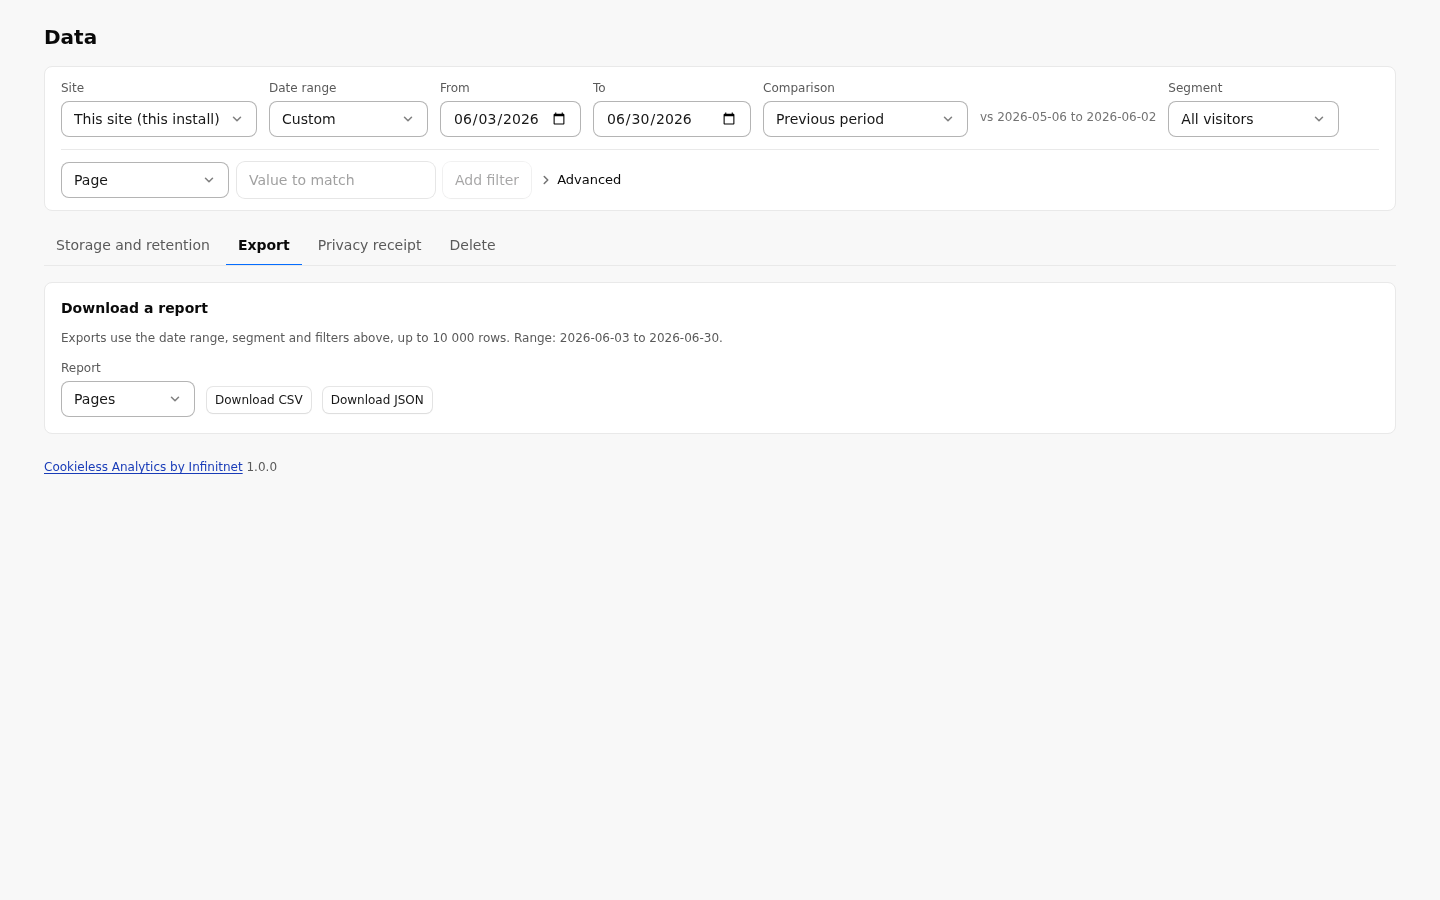 Data
Site
Date range
From
To
Comparison
Segment
This site (this install)
Custom
06/03/2026
06/30/2026
Previous period
vs 2026-05-06 to 2026-06-02
All visitors
Page
Value to match
Add filter
Advanced
Storage and retention
Export
Privacy receipt
Delete
Download a report
Exports use the date range, segment and filters above, up to 10 000 rows. Range: 2026-06-03 to 2026-06-30.
Report
Pages
Download CSV
Download JSON
Cookieless Analytics by Infinitnet 1.0.0